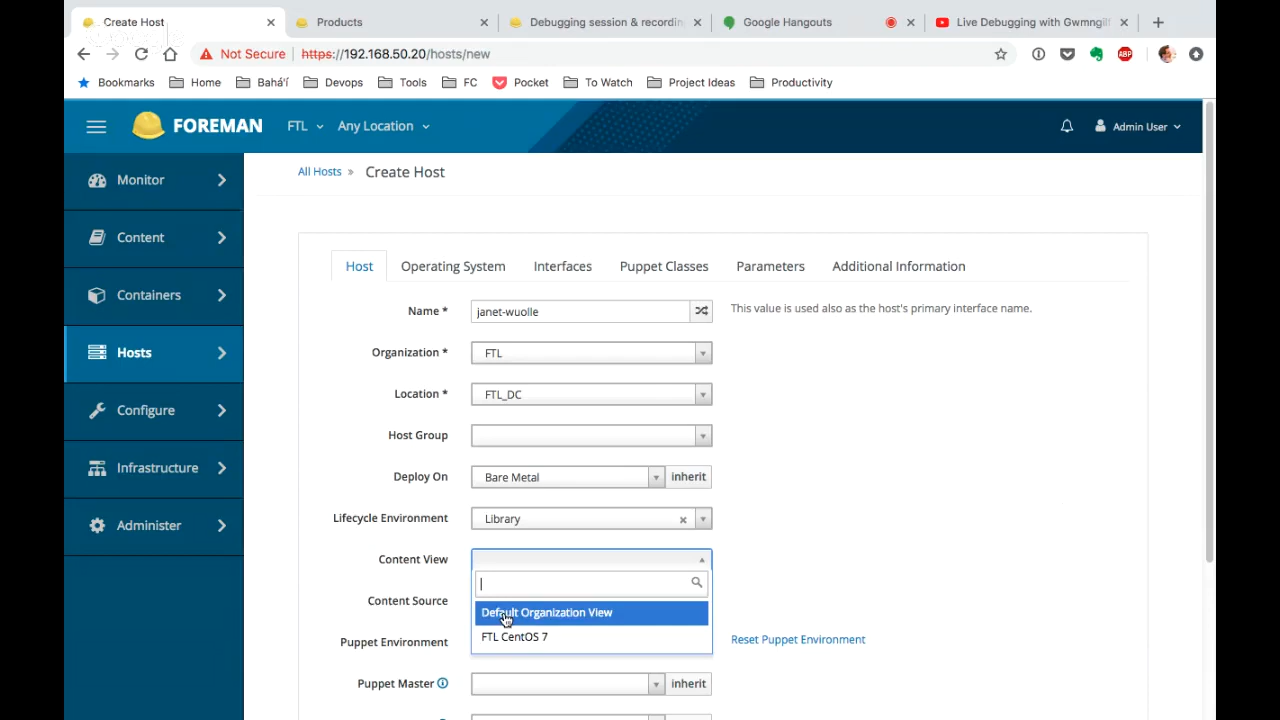 Create Host
Products
Debugging session & recordin
Google Hangouts
Live Debugging with Gwmngil
Not Secure
https://192.168.50.20/hosts/new
ABP
Bookmarks
Home
Bahá'í
Devops
Tools
FC
Pocket
To Watch
Project Ideas
Productivity
FOREMAN
FTL
Any Location
Admin User
Monitor
Content
Containers
Hosts
Configure
Infrastructure
Administer
All Hosts » Create Host
Host
Operating System
Interfaces
Puppet Classes
Parameters
Additional Information
Name *
janet-wuolle
This value is used also as the host's primary interface name.
Organization *
FTL
Location *
FTL_DC
Host Group
Deploy On
Bare Metal
inherit
Lifecycle Environment
Library
Content View
Content Source
Default Organization View
FTL CentOS 7
Puppet Environment
Reset Puppet Environment
Puppet Master
inherit